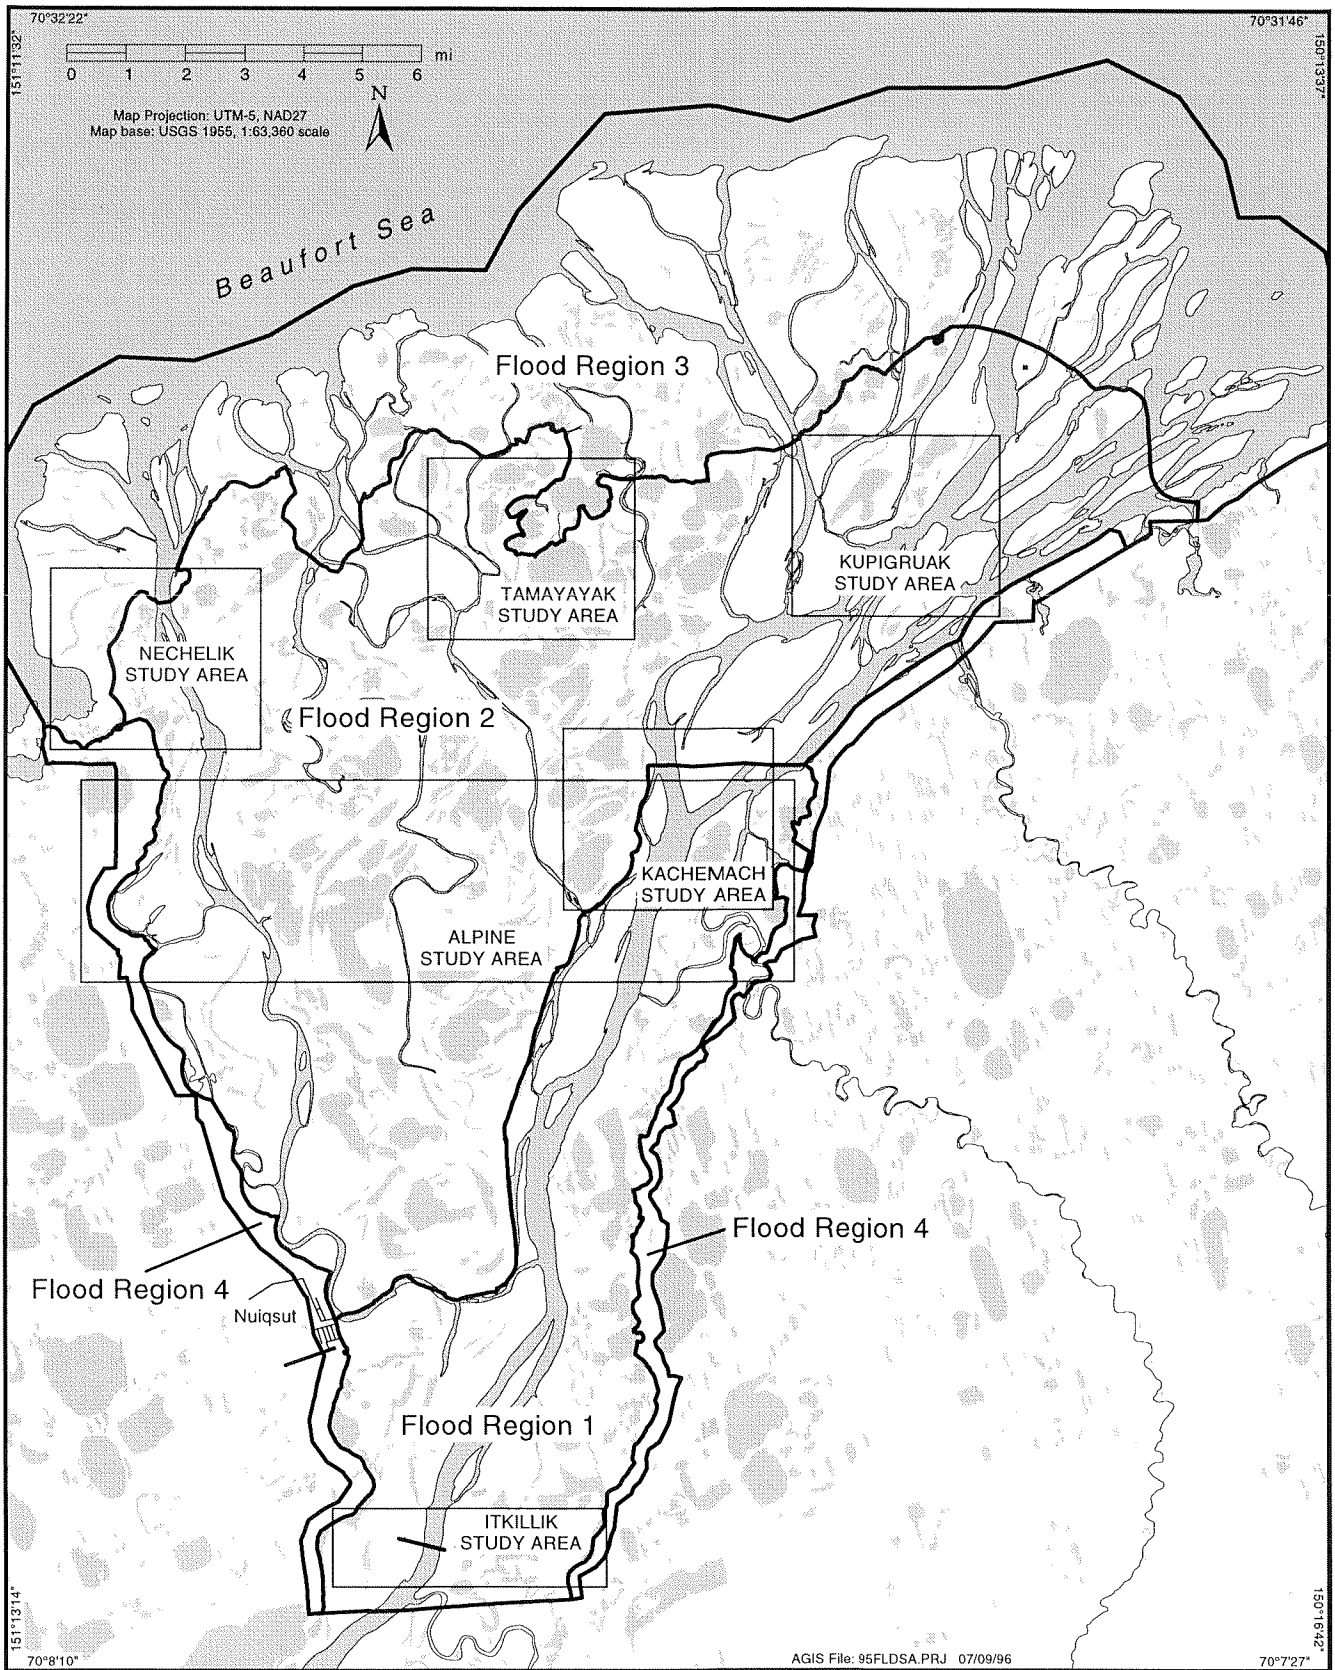 70°32'22"
70°31'46"
151°11'32"
150°13'37"
mi
0 1 2 3 4 5 6
N
Map Projection: UTM-5, NAD27
Map base: USGS 1955, 1:63,360 scale
Beaufort Sea
Flood Region 3
KUPIGRUAK
STUDY AREA
TAMAYAYAK
STUDY AREA
NECHELIK
STUDY AREA
Flood Region 2
KACHEMACH
STUDY AREA
ALPINE
STUDY AREA
Flood Region 4
Flood Region 4
Nuiqsut
Flood Region 1
ITKILLIK
STUDY AREA
151°13'14"
150°16'42"
70°8'10"
AGIS File: 95FLDSA.PRJ 07/09/96
70°7'27"